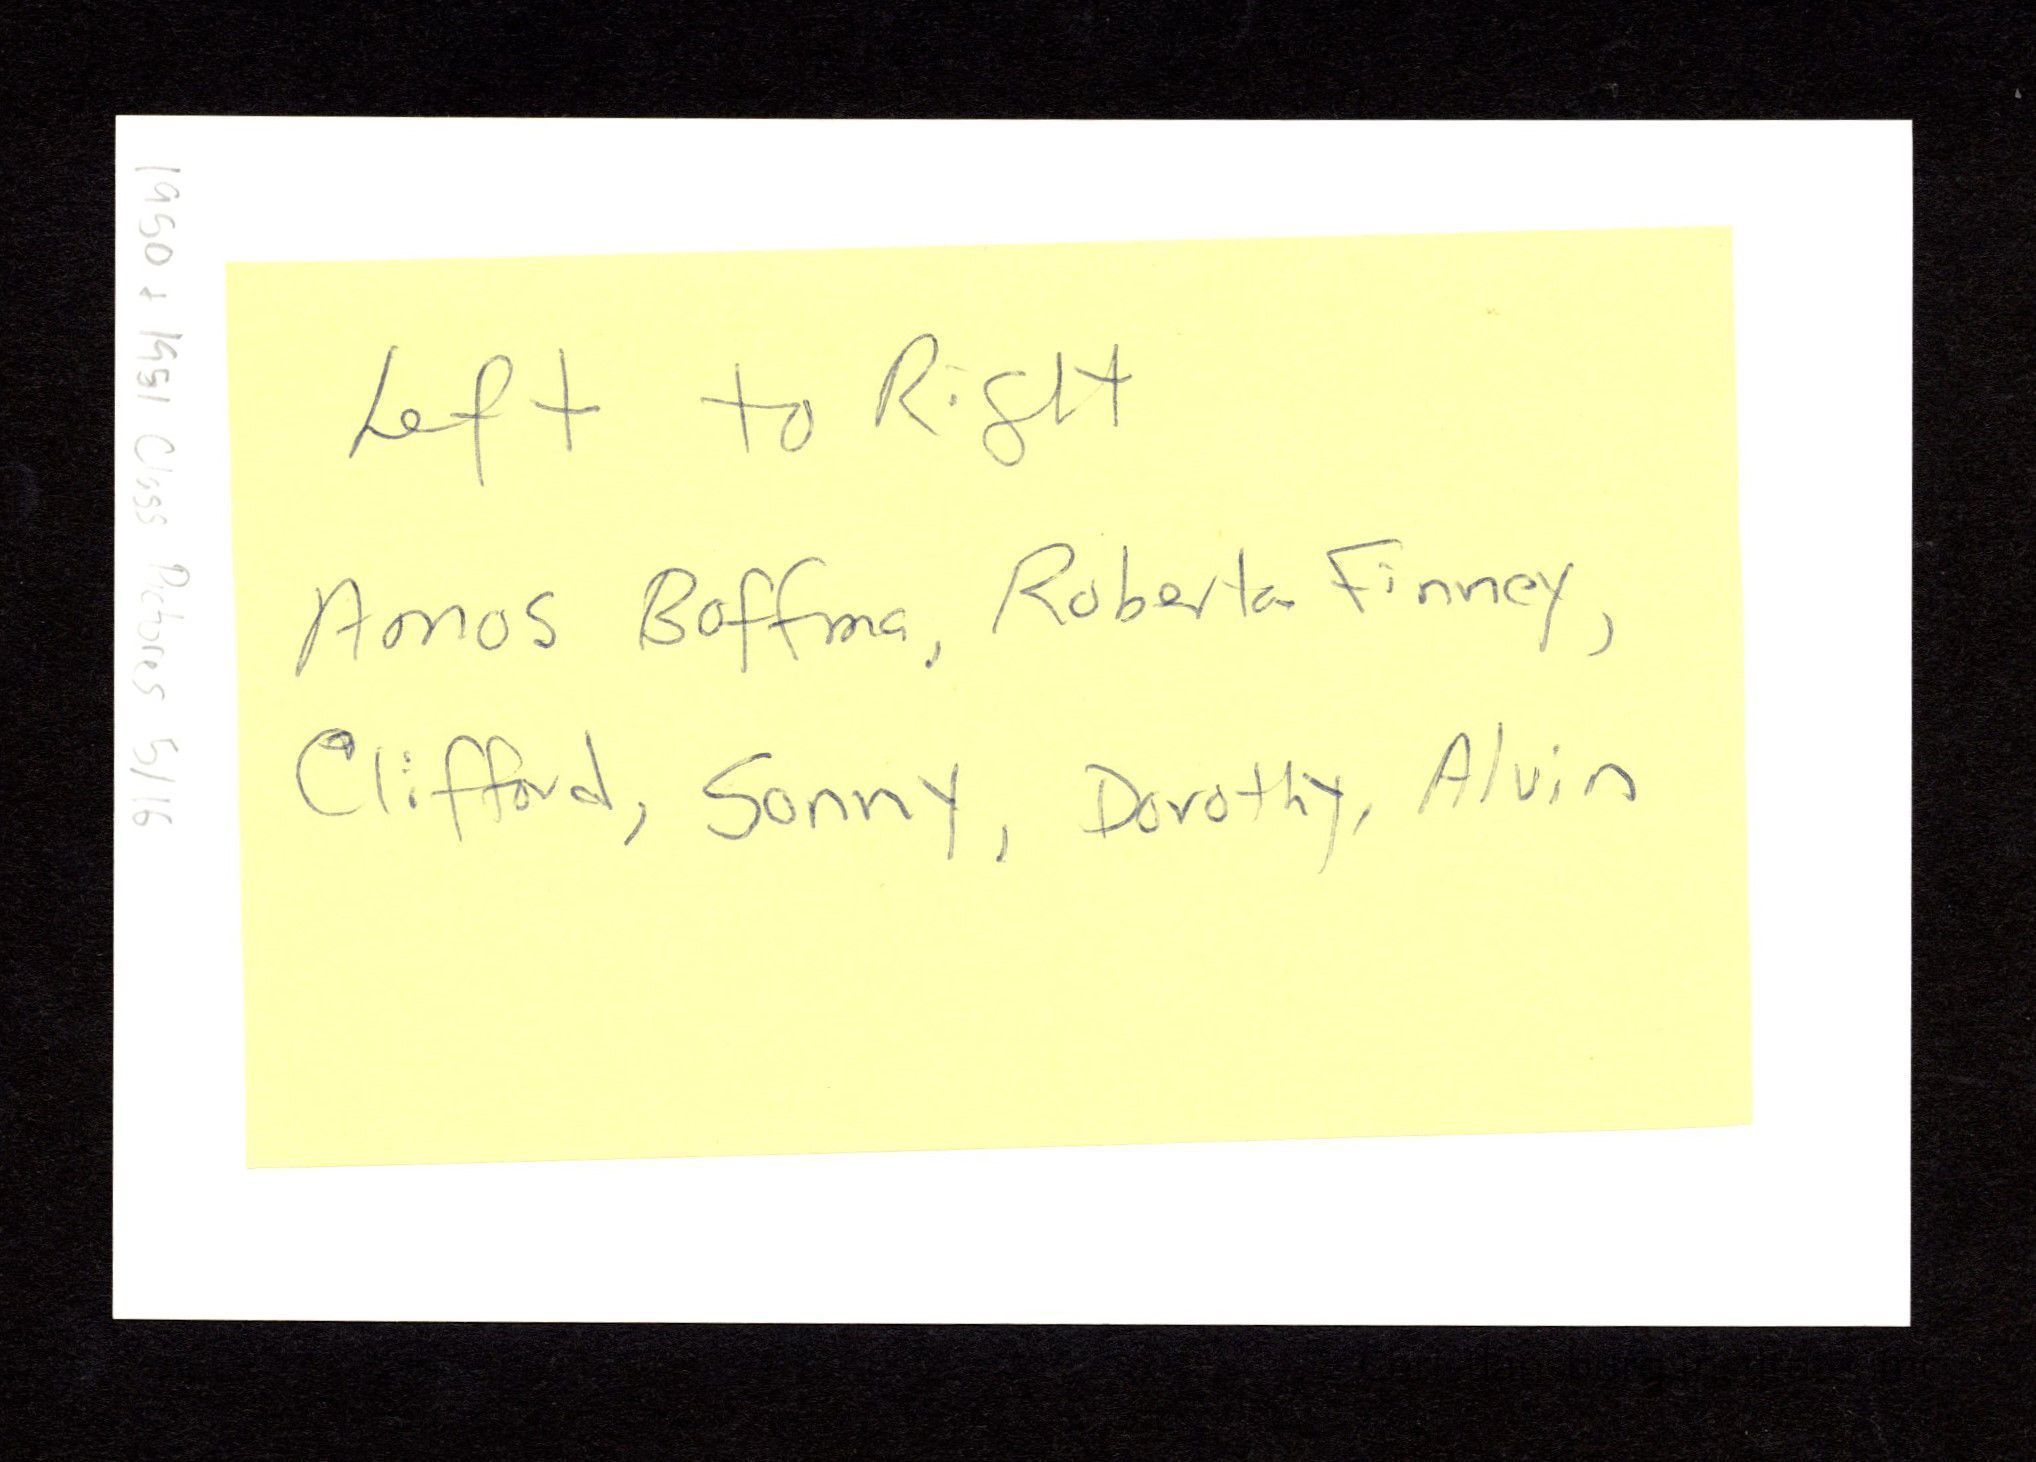 Left to Right
Amos Boffma, Roberta Finney,
Clifford, Sonny, Dorothy, Alvin
1950 + 1951 Class Pictures 5/16